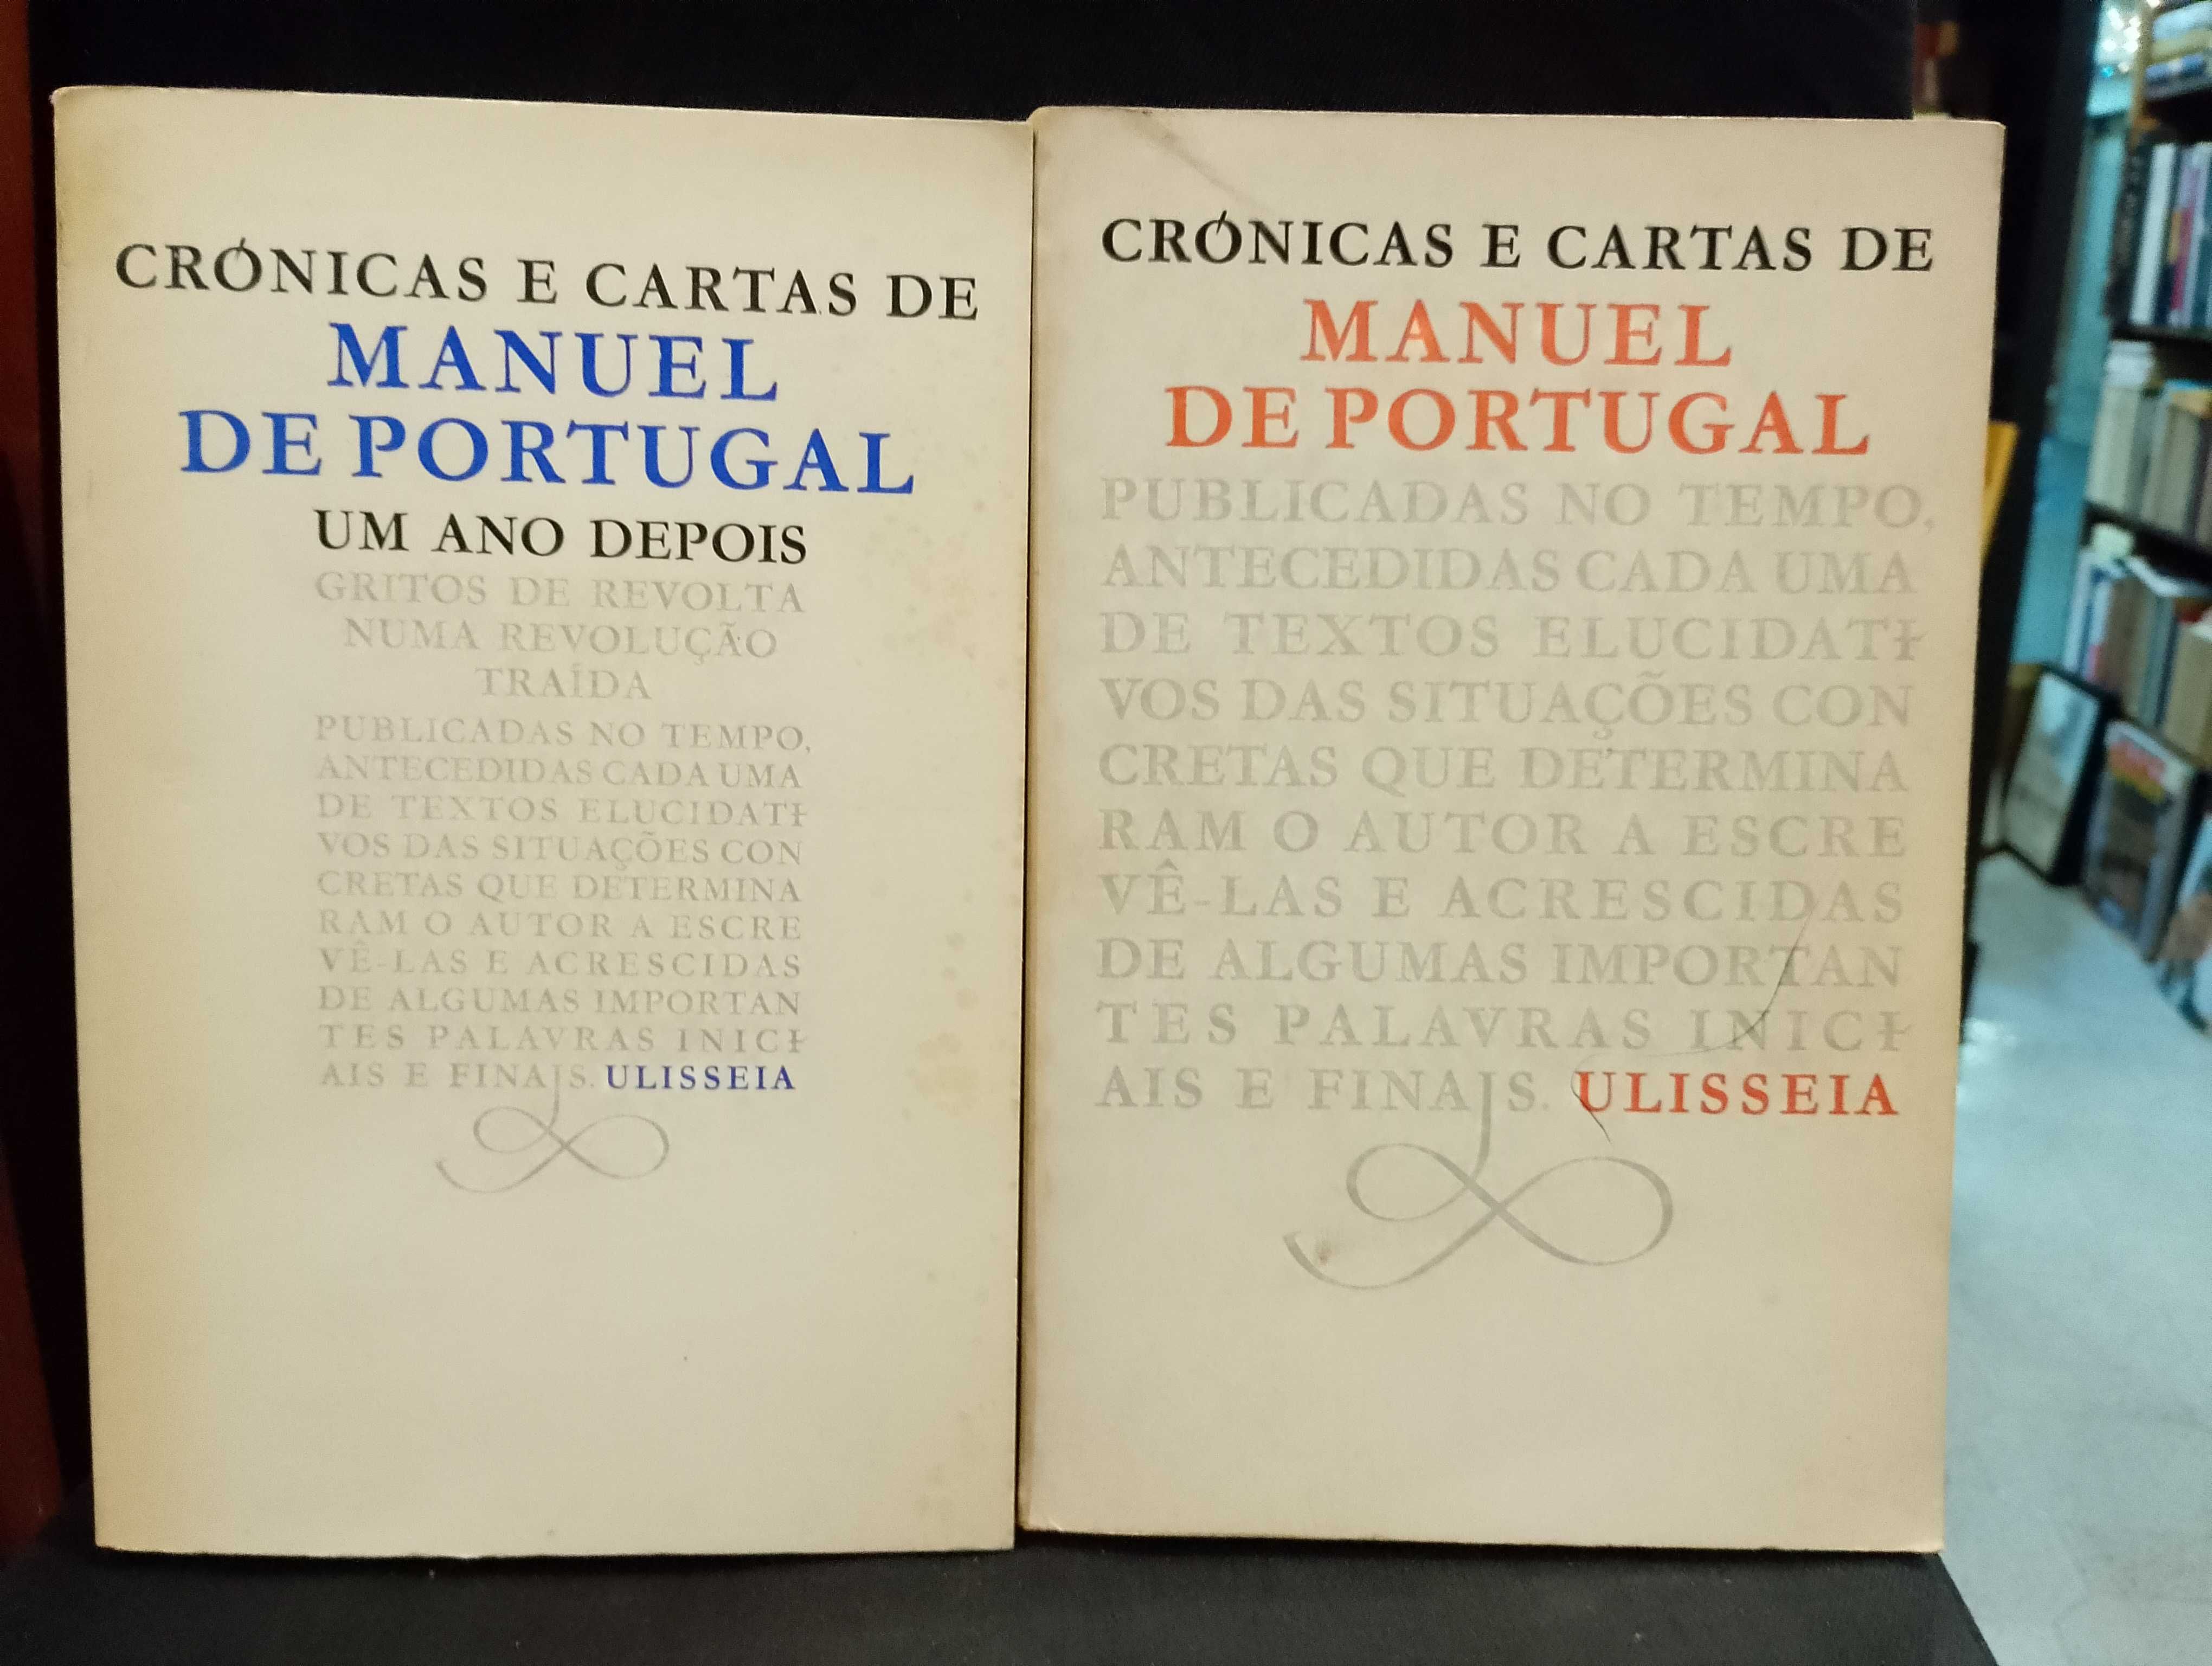 CRÓNICAS E CARTAS DE
MANUEL
DE PORTUGAL
UM ANO DEPOIS
GRITOS DE REVOLTA
NUMA REVOLUÇÃO
TRAÍDA
PUBLICADAS NO TEMPO,
ANTECEDIDAS CADA UMA
DE TEXTOS ELUCIDATI-
VOS DAS SITUAÇÕES CON
CRETAS QUE DETERMINA
RAM O AUTOR A ESCRE
VÊ-LAS E ACRESCIDAS
DE ALGUMAS IMPORTAN
TES PALAVRAS INICI-
AIS E FINAIS. ULISSEIA
CRÓNICAS E CARTAS DE
MANUEL
DE PORTUGAL
PUBLICADAS NO TEMPO,
ANTECEDIDAS CADA UMA
DE TEXTOS ELUCIDATI-
VOS DAS SITUAÇÕES CON
CRETAS QUE DETERMINA
RAM O AUTOR A ESCRE
VÊ-LAS E ACRESCIDAS
DE ALGUMAS IMPORTAN
TES PALAVRAS INICI-
AIS E FINAIS. ULISSEIA